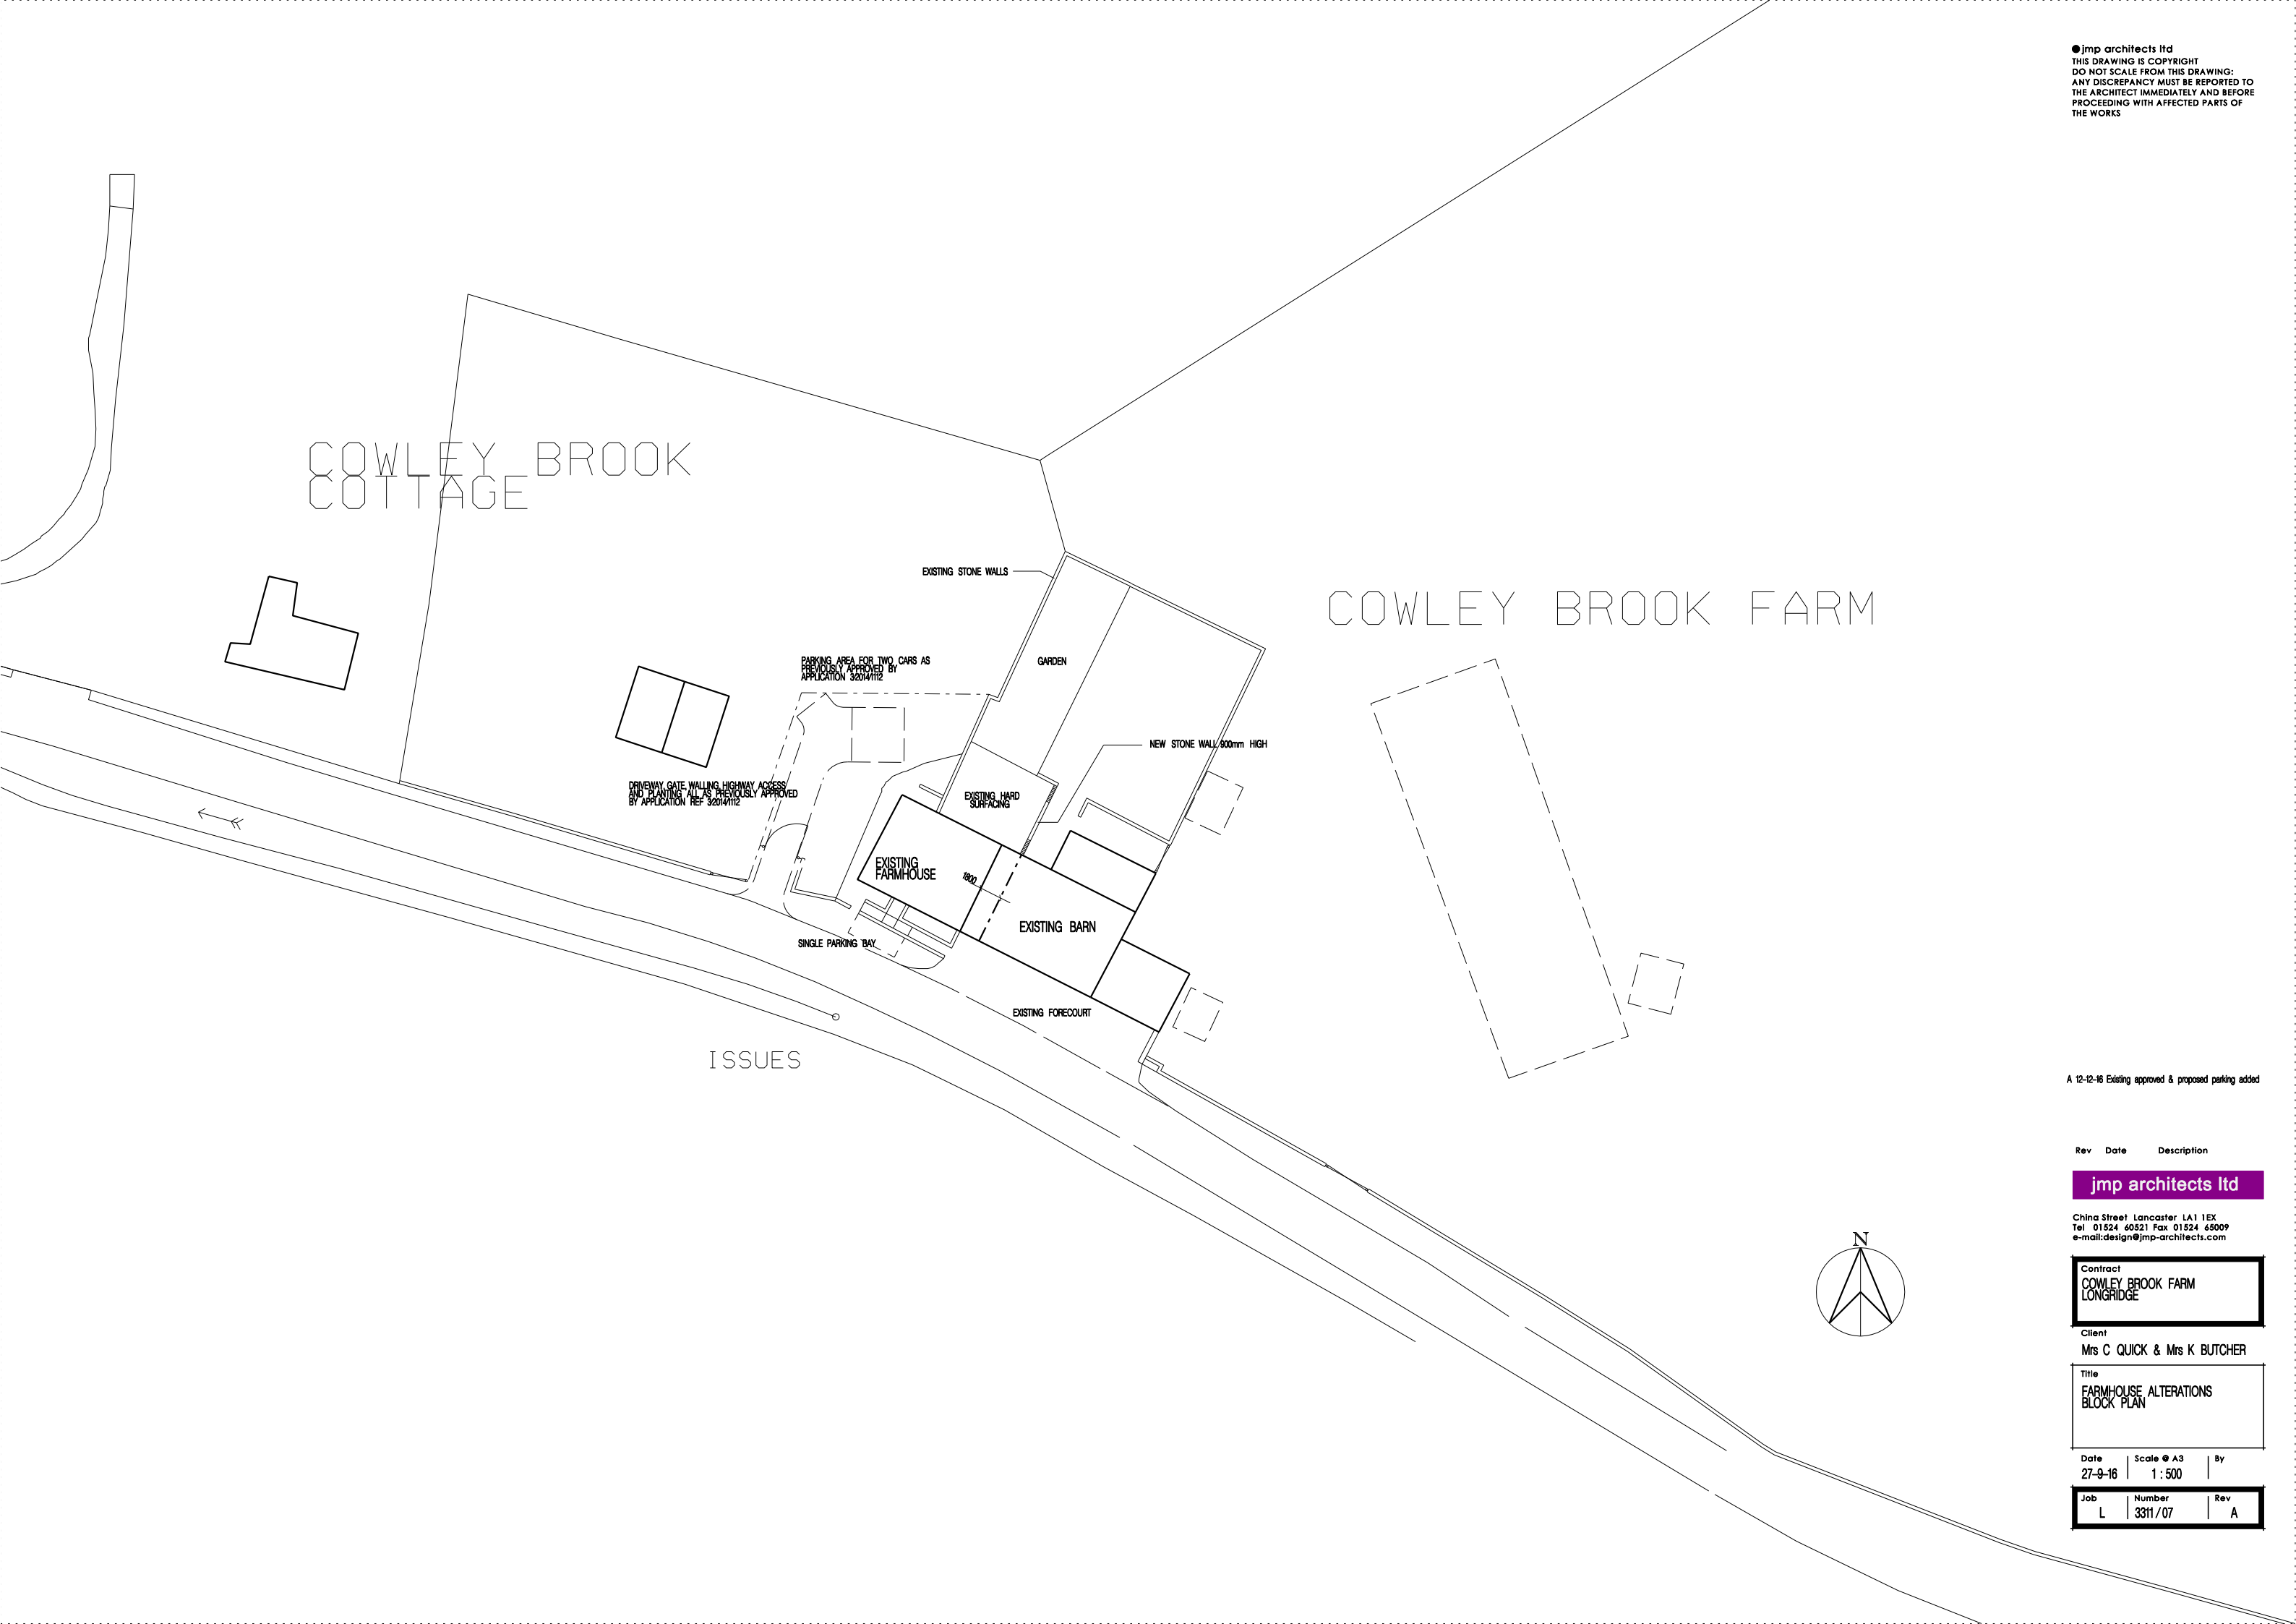 jmp architects ltd
THIS DRAWING IS COPYRIGHT
DO NOT SCALE FROM THIS DRAWING:
ANY DISCREPANCY MUST BE REPORTED TO
THE ARCHITECT IMMEDIATELY AND BEFORE
PROCEEDING WITH AFFECTED PARTS OF
THE WORKS
COWLEY BROOK
COTTAGE
EXISTING STONE WALLS
COWLEY BROOK FARM
PARKING AREA FOR TWO CARS AS
PREVIOUSLY APPROVED BY
APPLICATION 3/2014/1112
GARDEN
NEW STONE WALL 900mm HIGH
DRIVEWAY, GATE, WALLING, HIGHWAY ACCESS
AND PLANTING ALL AS PREVIOUSLY APPROVED
BY APPLICATION REF 3/2014/1112
EXISTING HARD
SURFACING
EXISTING
FARMHOUSE
1800
EXISTING BARN
SINGLE PARKING BAY
EXISTING FORECOURT
ISSUES
A 12-12-16 Existing approved & proposed parking added
Rev Date Description
jmp architects ltd
China Street Lancaster LA1 1EX
Tel 01524 60521 Fax 01524 65009
e-mail:design@jmp-architects.com
N
Contract
COWLEY BROOK FARM
LONGRIDGE
Client
Mrs C QUICK & Mrs K BUTCHER
Title
FARMHOUSE ALTERATIONS
BLOCK PLAN
Date Scale @ A3 By
27-9-16 1 : 500
Job Number Rev
L 3311/07 A